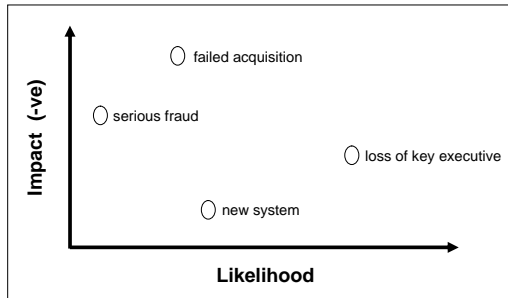 Impact (-ve)
failed acquisition
serious fraud
loss of key executive
new system
Likelihood